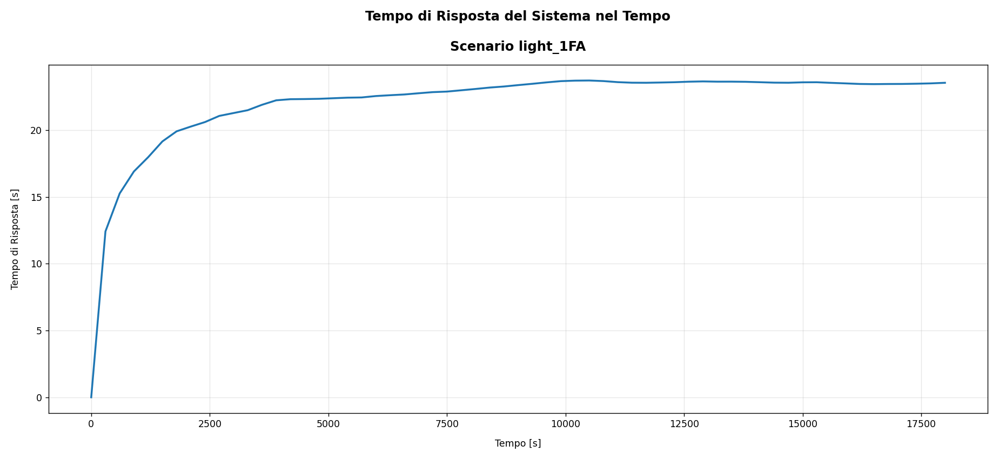 Tempo di Risposta del Sistema nel Tempo
Scenario light_1FA
Tempo di Risposta [s]
20
15
10
5
0
0 2500 5000 7500 10000 12500 15000 17500
Tempo [s]